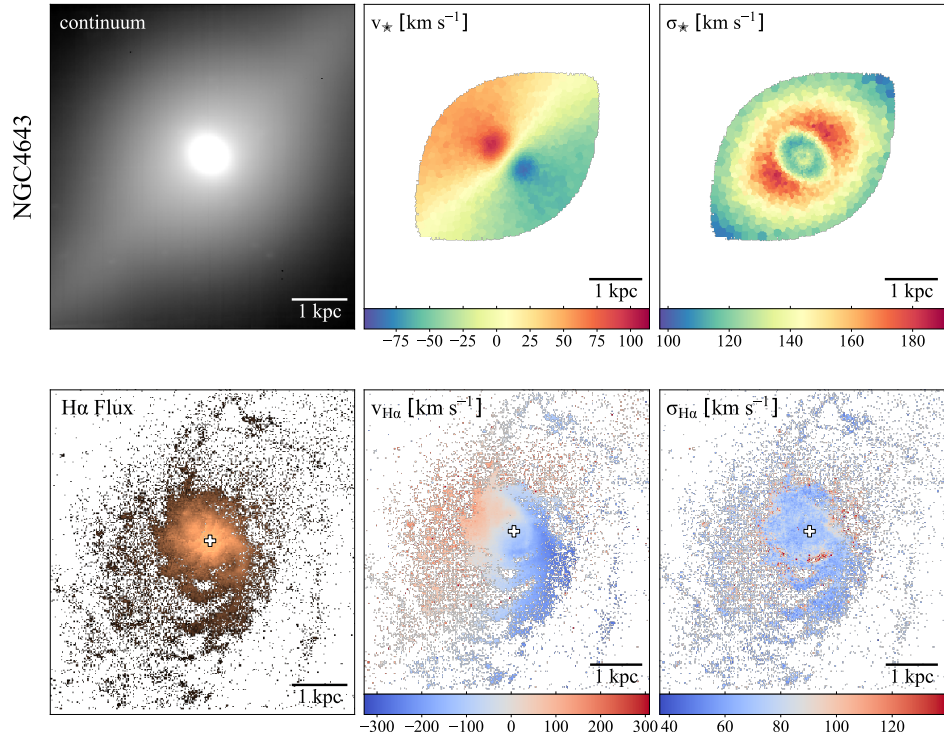 NGC4643
continuum
1 kpc
v⋆ [km s⁻¹]
1 kpc
−75 −50 −25 0 25 50 75 100
σ⋆ [km s⁻¹]
1 kpc
100 120 140 160 180
Hα Flux
1 kpc
vHα [km s⁻¹]
1 kpc
−300 −200 −100 0 100 200 300
σHα [km s⁻¹]
1 kpc
40 60 80 100 120